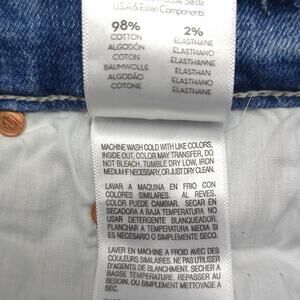 U.S.A & Esten Components
98% 2%
COTTON ELASTHANE
ALGODÓN ELASTANO
COTON ELASTHANNE
BAUMWOLLE ELASTHAN
ALGODÃO ELASTANO
COTONE ELASTANE
MACHINE WASH COLD WITH LIKE COLORS,
INSIDE OUT, COLOR MAY TRANSFER, DO
NOT BLEACH. TUMBLE DRY LOW, IRON
MEDIUM IF NECESSARY, OR JUST DRY CLEAN.
LAVAR A MAQUINA EN FRIO CON
COLORES SIMILARES. AL REVES.
COLOR PUEDE CAMBIAR. SECAR EN
SECADORA A BAJA TEMPERATURA. NO
USAR DETERGENTE BLANQUEADOR.
PLANCHAR A TEMPERATURA MEDIA SI
ES NECESARIO O SIMPLEMENTE SECO.
LAVER EN MACHINE A FROID AVEC DES
COULEURS SIMILAIRES. NE PAS UTILISER
D'AGENTS DE BLANCHIMENT. SECHER A
BASSE TEMPERATURE. REPASSER AU
BESOIN, OU SIMPLEMENT NETTOYAGE A
SEC.